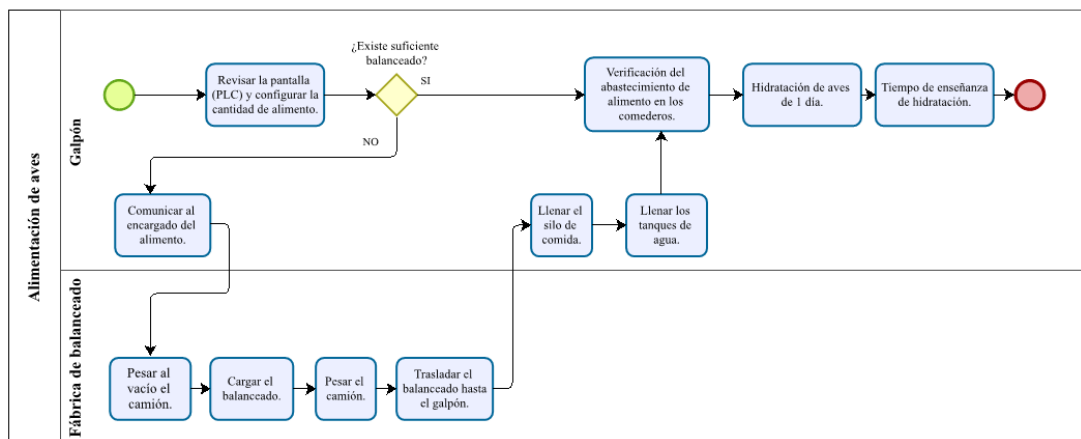 Alimentación de aves
Galpón
Revisar la pantalla
(PLC) y configurar la
cantidad de alimento.
¿Existe suficiente
balanceado?
SI
NO
Verificación del
abastecimiento de
alimento en los
comederos.
Hidratación de aves
de 1 día.
Tiempo de enseñanza
de hidratación.
Comunicar al
encargado del
alimento.
Llenar el
silo de
comida.
Llenar los
tanques de
agua.
Fábrica de balanceado
Pesar al
vacío el
camión.
Cargar el
balanceado.
Pesar el
camión.
Trasladar el
balanceado hasta
el galpón.